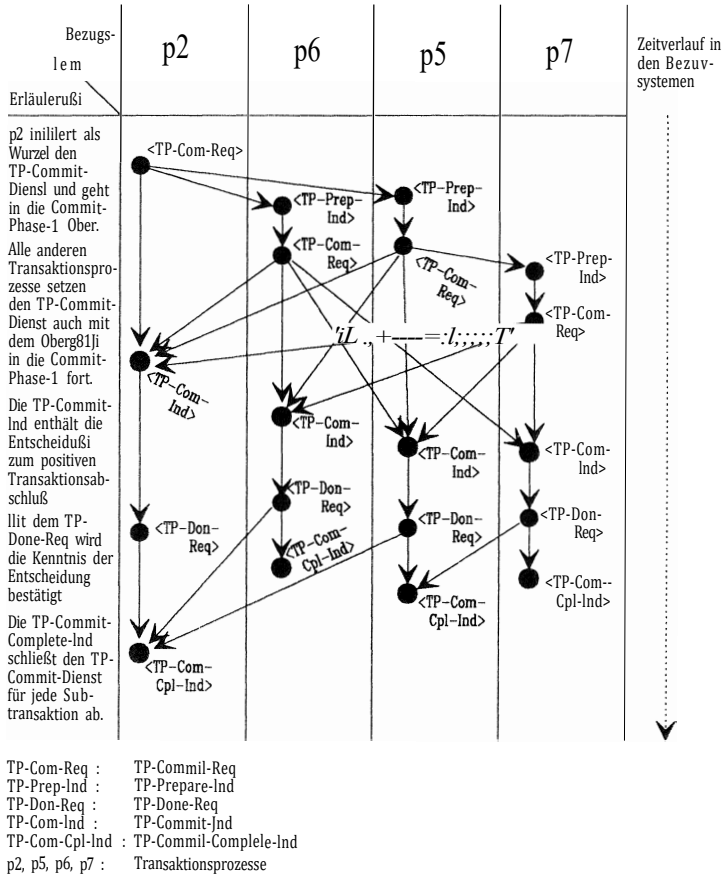 Bezugs-
lem
Erläulerußi
p2
p6
p5
p7
Zeitverlauf in
den Bezuv-
systemen
p2 inililert als
Wurzel den
TP-Commit-
Diensl und geht
in die Commit-
Phase-1 Ober.
Alle anderen
Transaktionspro-
zesse setzen
den TP-Commit-
Dienst auch mit
dem Oberg81Ji
in die Commit-
Phase-1 fort.
Die TP-Commit-
lnd enthält die
Entscheidußi
zum positiven
Transaktionsab-
schluß
llit dem TP-
Done-Req wird
die Kenntnis der
Entscheidung
bestätigt
Die TP-Commit-
Complete-lnd
schließt den TP-
Commit-Dienst
für jede Sub-
transaktion ab.
<TP-Com-Req>
<TP-Com-
Ind>
<TP-Don-
Req>
<TP-Com-
Cpl-Ind>
<TP-Prep-
Ind>
<TP-Com-
Req>
<TP-Com-
Ind>
<TP-Don-
Req>
<TP-Com-
Cpl-Ind>
<TP-Prep-
Ind>
<TP-Com-
Req>
<TP-Com-
Ind>
<TP-Don-
Req>
<TP-Com-
Cpl-Ind>
<TP-Prep-
Ind>
<TP-Com-
Req>
'iL .,+----=:l;;;;;T'
<TP-Com-
Ind>
<TP-Don-
Req>
<TP-Com--
Cpl-lnd>
TP-Com-Req : TP-Commil-Req
TP-Prep-lnd : TP-Prepare-lnd
TP-Don-Req : TP-Done-Req
TP-Com-lnd : TP-Commit-Jnd
TP-Com-Cpl-lnd : TP-Commil-Complele-lnd
p2, p5, p6, p7 : Transaktionsprozesse